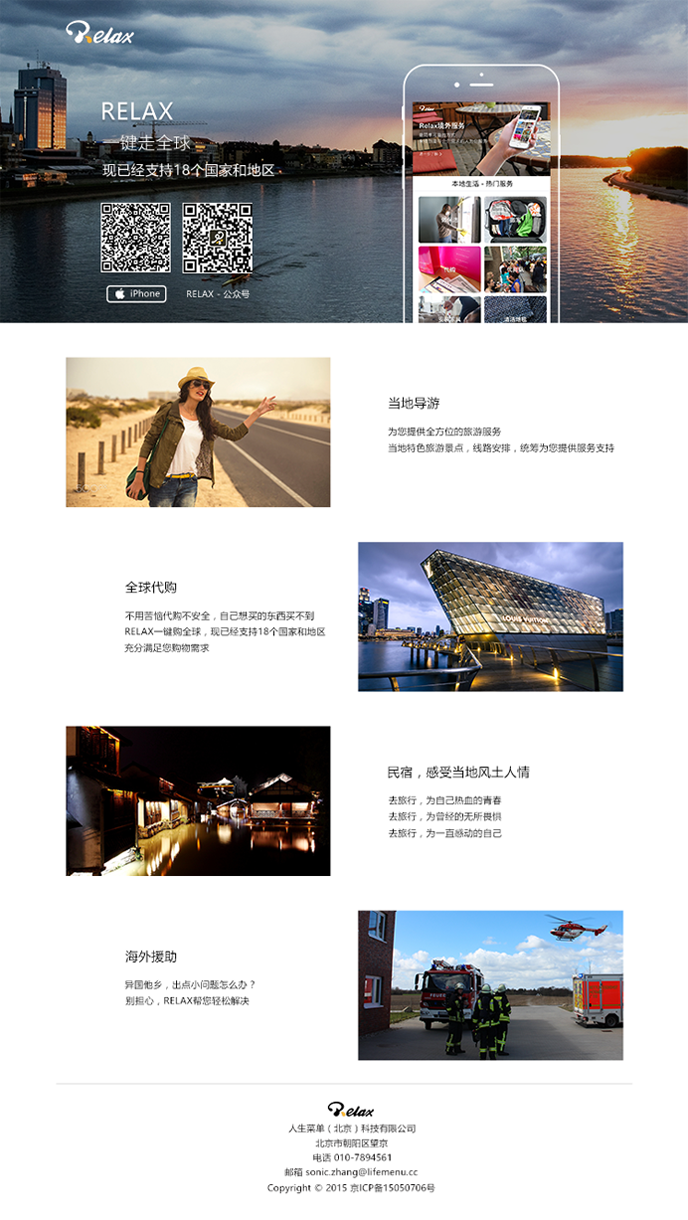 Relax
RELAX
一键走全球
现已经支持18个国家和地区
iPhone
RELAX - 公众号
Relax
Relax境外服务
本地生活 - 热门服务
代购
清洁钱包
当地导游
为您提供全方位的旅游服务
当地特色旅游景点，线路安排，统筹为您提供服务支持
全球代购
不用苦恼代购不安全，自己想买的东西买不到
RELAX一键购全球，现已经支持18个国家和地区
充分满足您购物需求
LOUIS VUITTON
民宿，感受当地风土人情
去旅行，为自己热血的青春
去旅行，为曾经的无所畏惧
去旅行，为一直感动的自己
海外援助
异国他乡，出点小问题怎么办？
别担心，RELAX帮您轻松解决
FEUERWEHR
Relax
人生菜单（北京）科技有限公司
北京市朝阳区望京
电话 010-7894561
邮箱 sonic.zhang@lifemenu.cc
Copyright © 2015 京ICP备15050706号